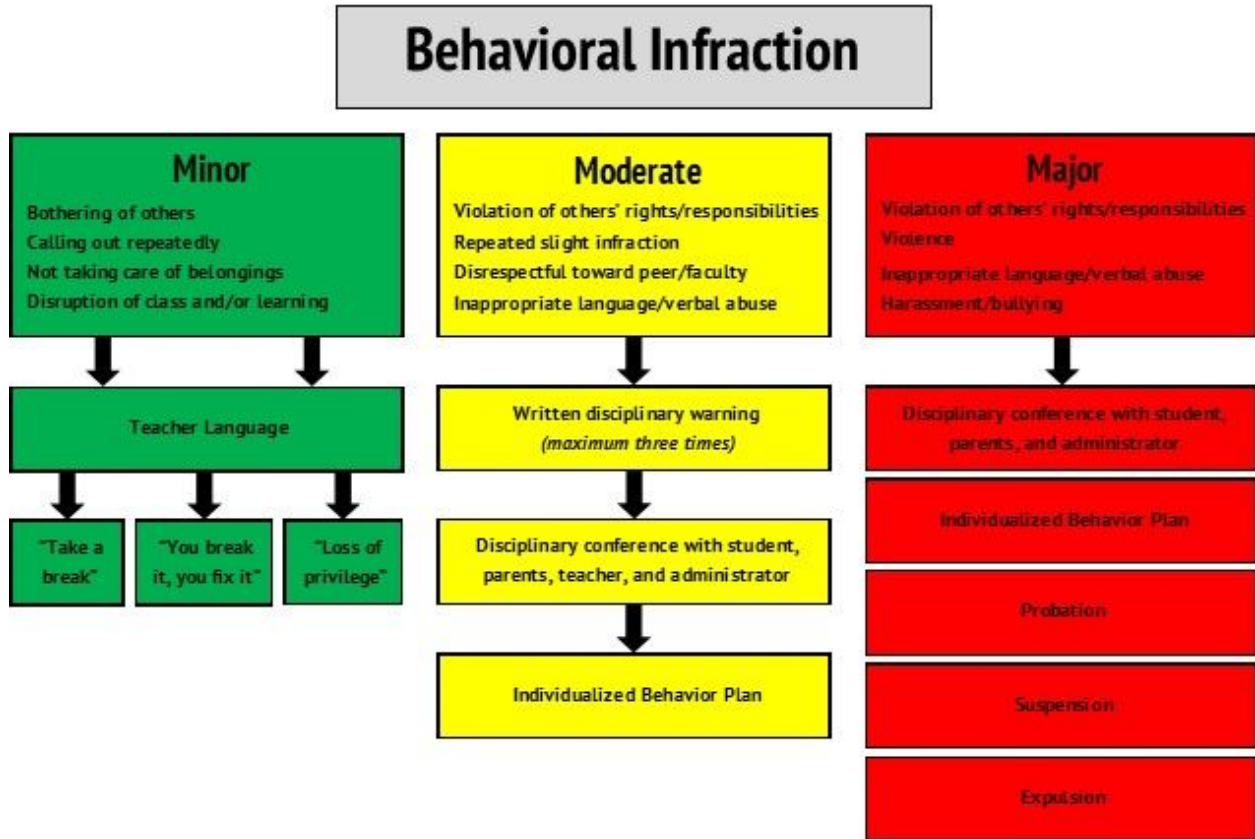 Behavioral Infraction
Minor
Bothering of others
Calling out repeatedly
Not taking care of belongings
Disruption of class and/or learning
Teacher Language
"Take a
break"
"You break
it, you fix it"
"Loss of
privilege"
Moderate
Violation of others' rights/responsibilities
Repeated slight infraction
Disrespectful toward peer/faculty
Inappropriate language/verbal abuse
Written disciplinary warning
(maximum three times)
Disciplinary conference with student,
parents, teacher, and administrator
Individualized Behavior Plan
Major
Violation of others' rights/responsibilities
Violence
Inappropriate language/verbal abuse
Harassment/bullying
Disciplinary conference with student,
parents, and administrator
Individualized Behavior Plan
Probation
Suspension
Expulsion